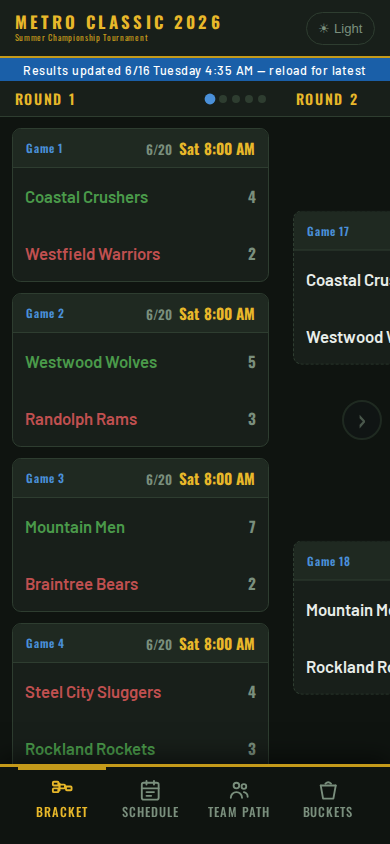 METRO CLASSIC 2026
Summer Championship Tournament
☀ Light
Results updated 6/16 Tuesday 4:35 AM — reload for latest
ROUND 1
ROUND 2
Game 1 6/20 Sat 8:00 AM
Coastal Crushers 4
Westfield Warriors 2
Game 2 6/20 Sat 8:00 AM
Westwood Wolves 5
Randolph Rams 3
Game 3 6/20 Sat 8:00 AM
Mountain Men 7
Braintree Bears 2
Game 4 6/20 Sat 8:00 AM
Steel City Sluggers 4
Rockland Rockets 3
Game 17
Coastal Cru
Westwood W
›
Game 18
Mountain Me
Rockland Ro
BRACKET
SCHEDULE
TEAM PATH
BUCKETS